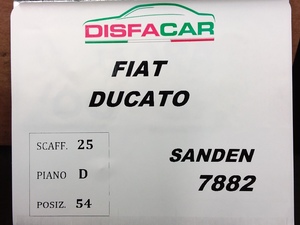 DISFACAR
FIAT
DUCATO
SCAFF. 25
PIANO D
POSIZ. 54
SANDEN
7882